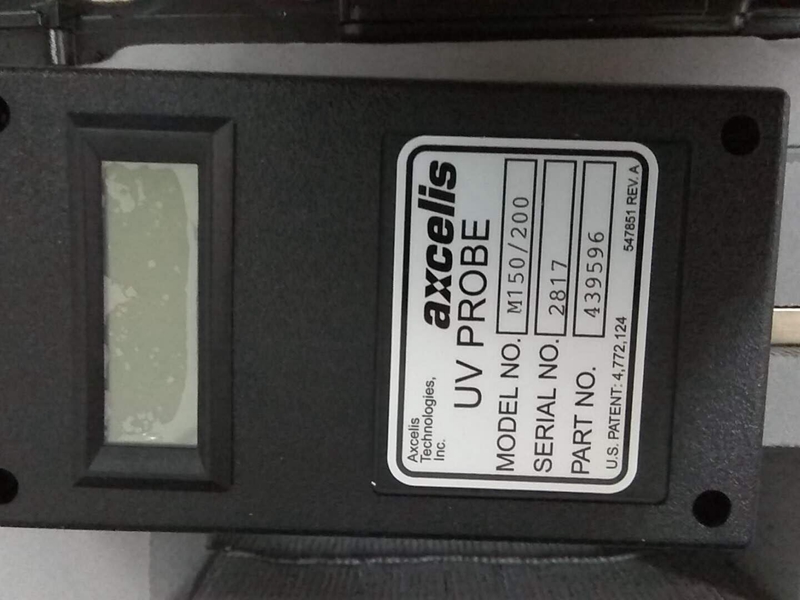 Axcelis
Technologies,
Inc.
axcelis
UV PROBE
MODEL NO. M150/200
SERIAL NO. 2817
PART NO. 439596
U.S. PATENT: 4,772,124
547851 REV. A